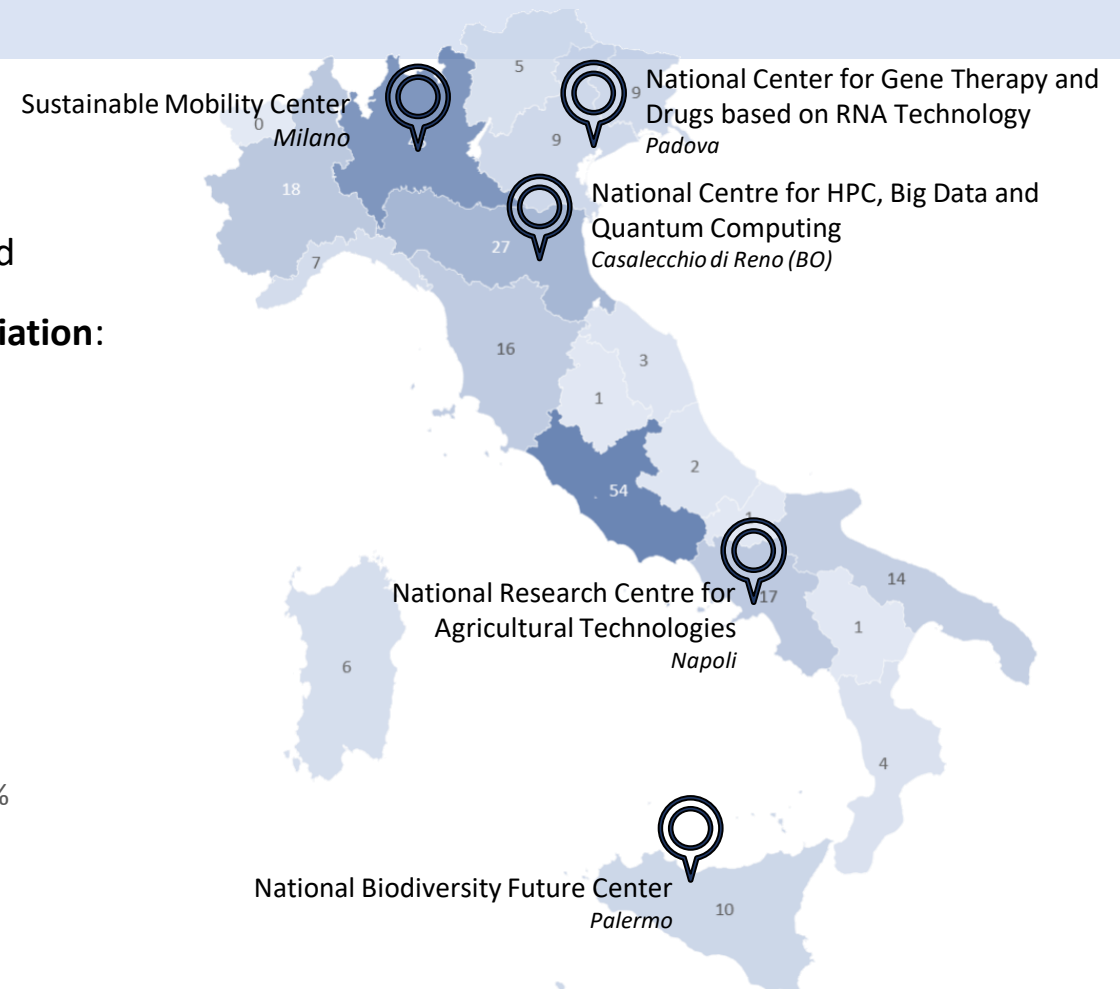 5
Sustainable Mobility Center
Milano
0
National Center for Gene Therapy and
Drugs based on RNA Technology
Padova
9
9
18
National Centre for HPC, Big Data and
Quantum Computing
Casalecchio di Reno (BO)
27
d
7
iation:
16
3
1
2
54
1
14
17
National Research Centre for
Agricultural Technologies
Napoli
1
6
4
%
National Biodiversity Future Center
Palermo
10